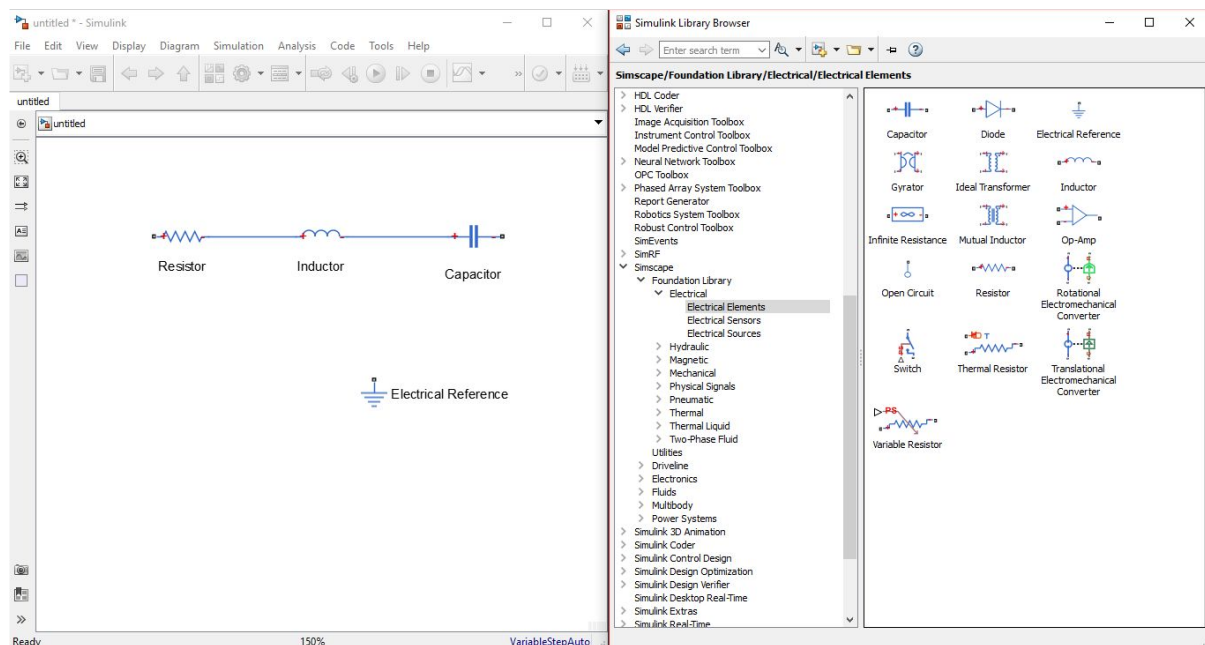 untitled * - Simulink
File Edit View Display Diagram Simulation Analysis Code Tools Help
untitled
untitled
Resistor
Inductor
Capacitor
Electrical Reference
Ready
150%
VariableStepAuto
Simulink Library Browser
Enter search term
Simscape/Foundation Library/Electrical/Electrical Elements
HDL Coder
HDL Verifier
Image Acquisition Toolbox
Instrument Control Toolbox
Model Predictive Control Toolbox
Neural Network Toolbox
OPC Toolbox
Phased Array System Toolbox
Report Generator
Robotics System Toolbox
Robust Control Toolbox
SimEvents
SimRF
Simscape
Foundation Library
Electrical
Electrical Elements
Electrical Sensors
Electrical Sources
Hydraulic
Magnetic
Mechanical
Physical Signals
Pneumatic
Thermal
Thermal Liquid
Two-Phase Fluid
Utilities
Driveline
Electronics
Fluids
Multibody
Power Systems
Simulink 3D Animation
Simulink Coder
Simulink Control Design
Simulink Design Optimization
Simulink Design Verifier
Simulink Desktop Real-Time
Simulink Extras
Simulink Real-Time
Capacitor Diode Electrical Reference
Gyrator Ideal Transformer Inductor
Infinite Resistance Mutual Inductor Op-Amp
Open Circuit Resistor Rotational
Electromechanical
Converter
Switch Thermal Resistor Translational
Electromechanical
Converter
PS
Variable Resistor